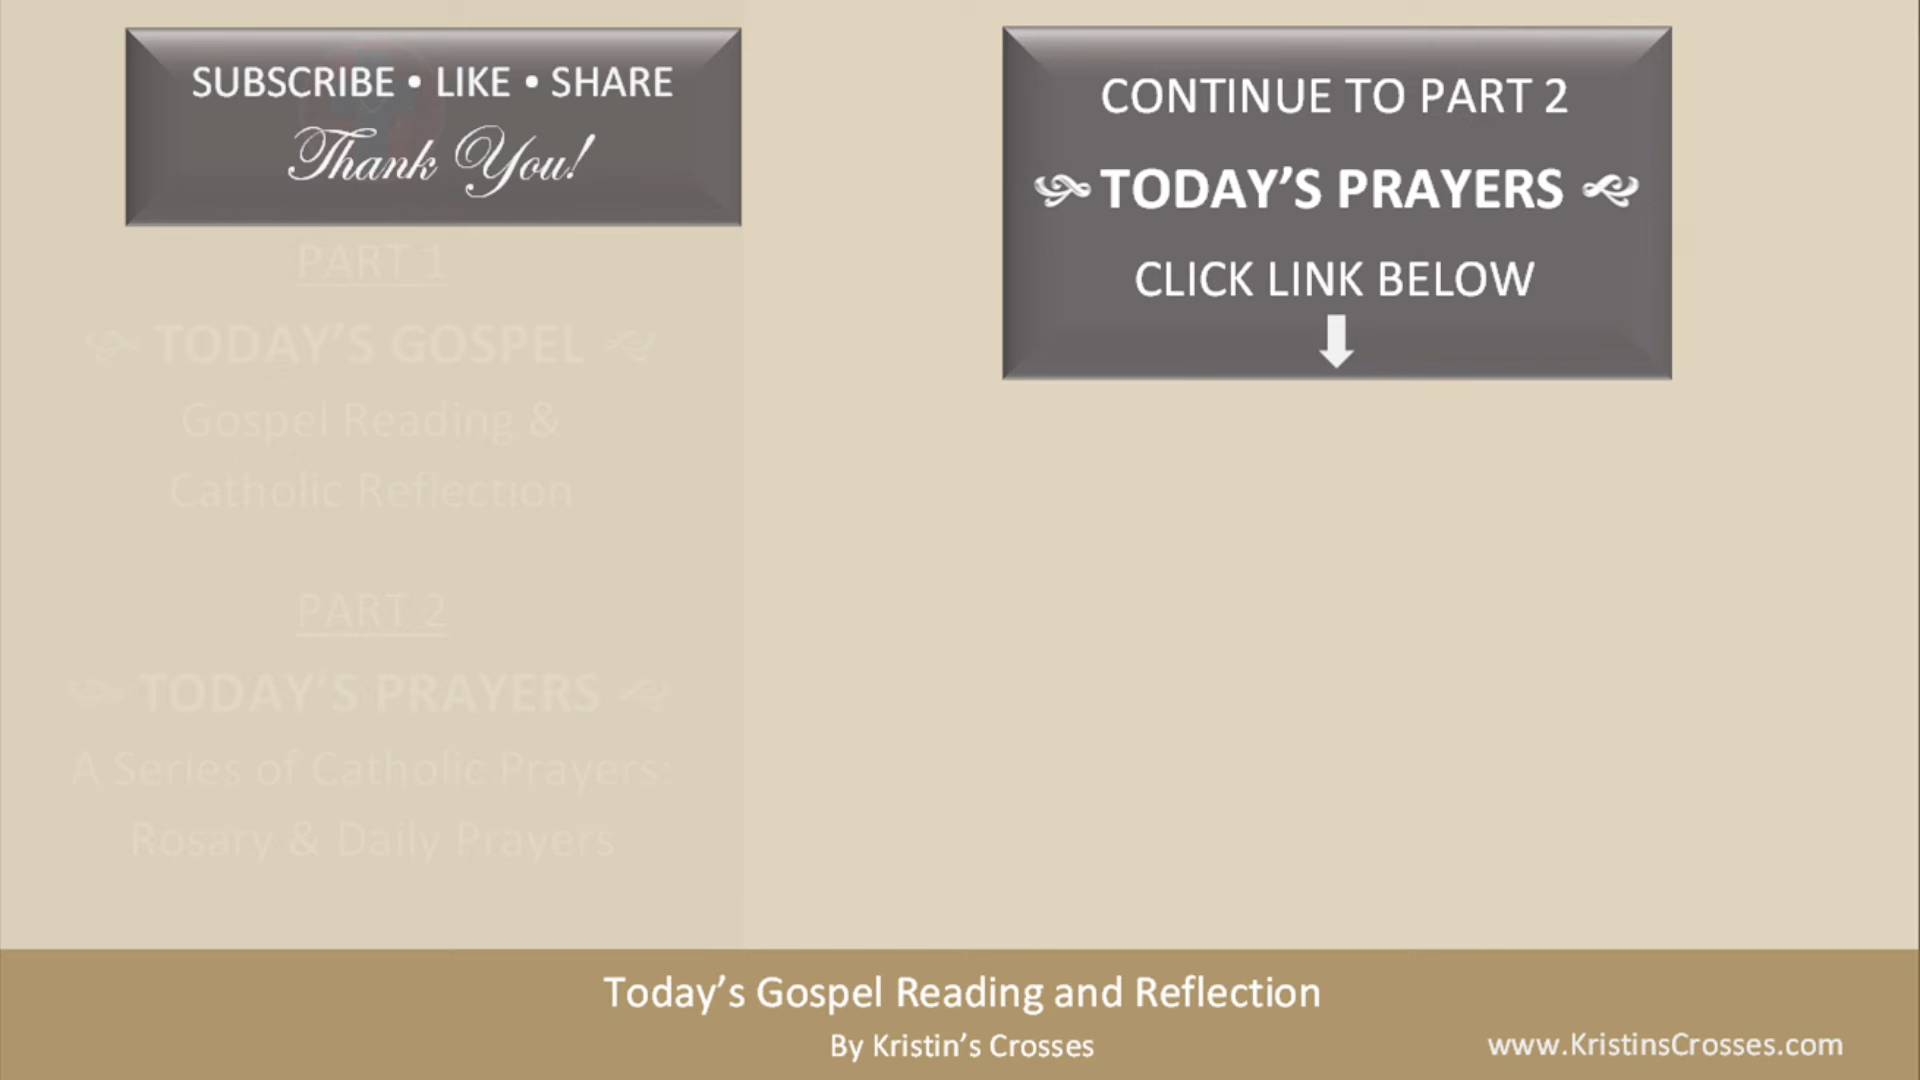 SUBSCRIBE • LIKE • SHARE
Thank You!
PART 1
TODAY’S GOSPEL
Gospel Reading &
Catholic Reflection
PART 2
TODAY’S PRAYERS
A Series of Catholic Prayers:
Rosary & Daily Prayers
CONTINUE TO PART 2
TODAY’S PRAYERS
CLICK LINK BELOW
Today’s Gospel Reading and Reflection
By Kristin’s Crosses
www.KristinsCrosses.com